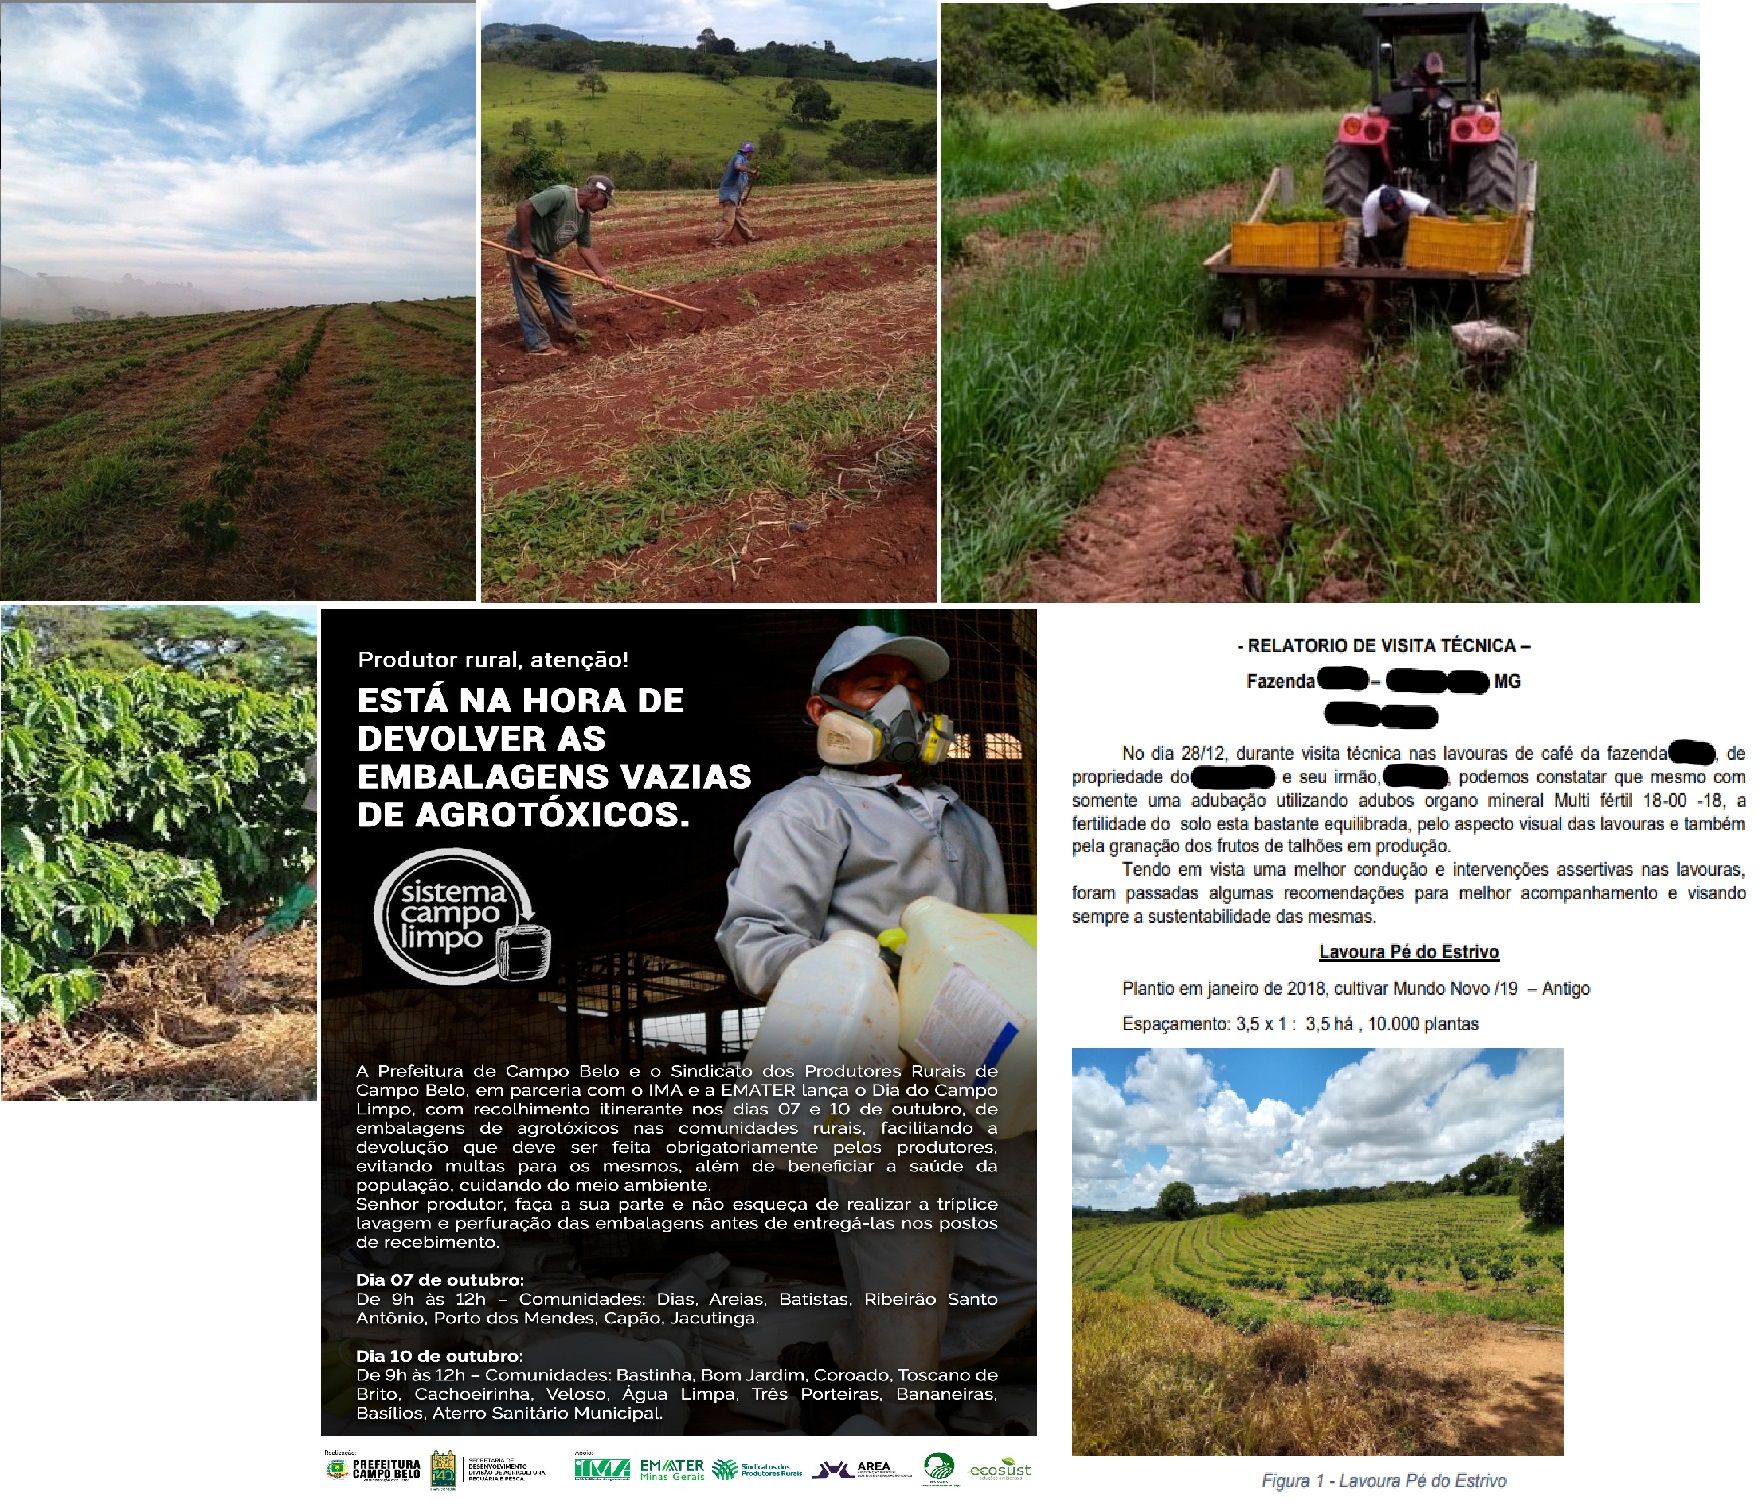 Produtor rural, atenção!
ESTÁ NA HORA DE
DEVOLVER AS
EMBALAGENS VAZIAS
DE AGROTÓXICOS.
sistema
campo
limpo
A Prefeitura de Campo Belo e o Sindicato dos Produtores Rurais de
Campo Belo, em parceria com o IMA e a EMATER lança o Dia do Campo
Limpo, com recolhimento itinerante nos dias 07 e 10 de outubro, de
embalagens de agrotóxicos nas comunidades rurais, facilitando a
devolução que deve ser feita obrigatoriamente pelos produtores,
evitando multas para os mesmos, além de beneficiar a saúde da
população, cuidando do meio ambiente.
Senhor produtor, faça a sua parte e não esqueça de realizar a tríplice
lavagem e perfuração das embalagens antes de entregá-las nos postos
de recebimento.
Dia 07 de outubro:
De 9h às 12h – Comunidades: Dias, Areias, Batistas, Ribeirão Santo
Antônio, Porto dos Mendes, Capão, Jacutinga.
Dia 10 de outubro:
De 9h às 12h – Comunidades: Bastinha, Bom Jardim, Coroado, Toscano de
Brito, Cachoeirinha, Veloso, Água Limpa, Três Porteiras, Bananeiras,
Basílios, Aterro Sanitário Municipal.
Realização:
PREFEITURA
CAMPO BELO
SECRETARIA DE
DESENVOLVIMENTO
DIVISÃO DE AGRICULTURA,
PECUÁRIA E PESCA.
Apoio:
IMA
EMATER
Minas Gerais
Sindicato dos
Produtores Rurais
AREA
ecosust
- RELATORIO DE VISITA TÉCNICA –
Fazenda – MG
No dia 28/12, durante visita técnica nas lavouras de café da fazenda , de
propriedade do e seu irmão, , podemos constatar que mesmo com
somente uma adubação utilizando adubos organo mineral Multi fértil 18-00 -18, a
fertilidade do solo esta bastante equilibrada, pelo aspecto visual das lavouras e também
pela granação dos frutos de talhões em produção.
Tendo em vista uma melhor condução e intervenções assertivas nas lavouras,
foram passadas algumas recomendações para melhor acompanhamento e visando
sempre a sustentabilidade das mesmas.
Lavoura Pé do Estrivo
Plantio em janeiro de 2018, cultivar Mundo Novo /19 – Antigo
Espaçamento: 3,5 x 1 : 3,5 há , 10.000 plantas
Figura 1 - Lavoura Pé do Estrivo